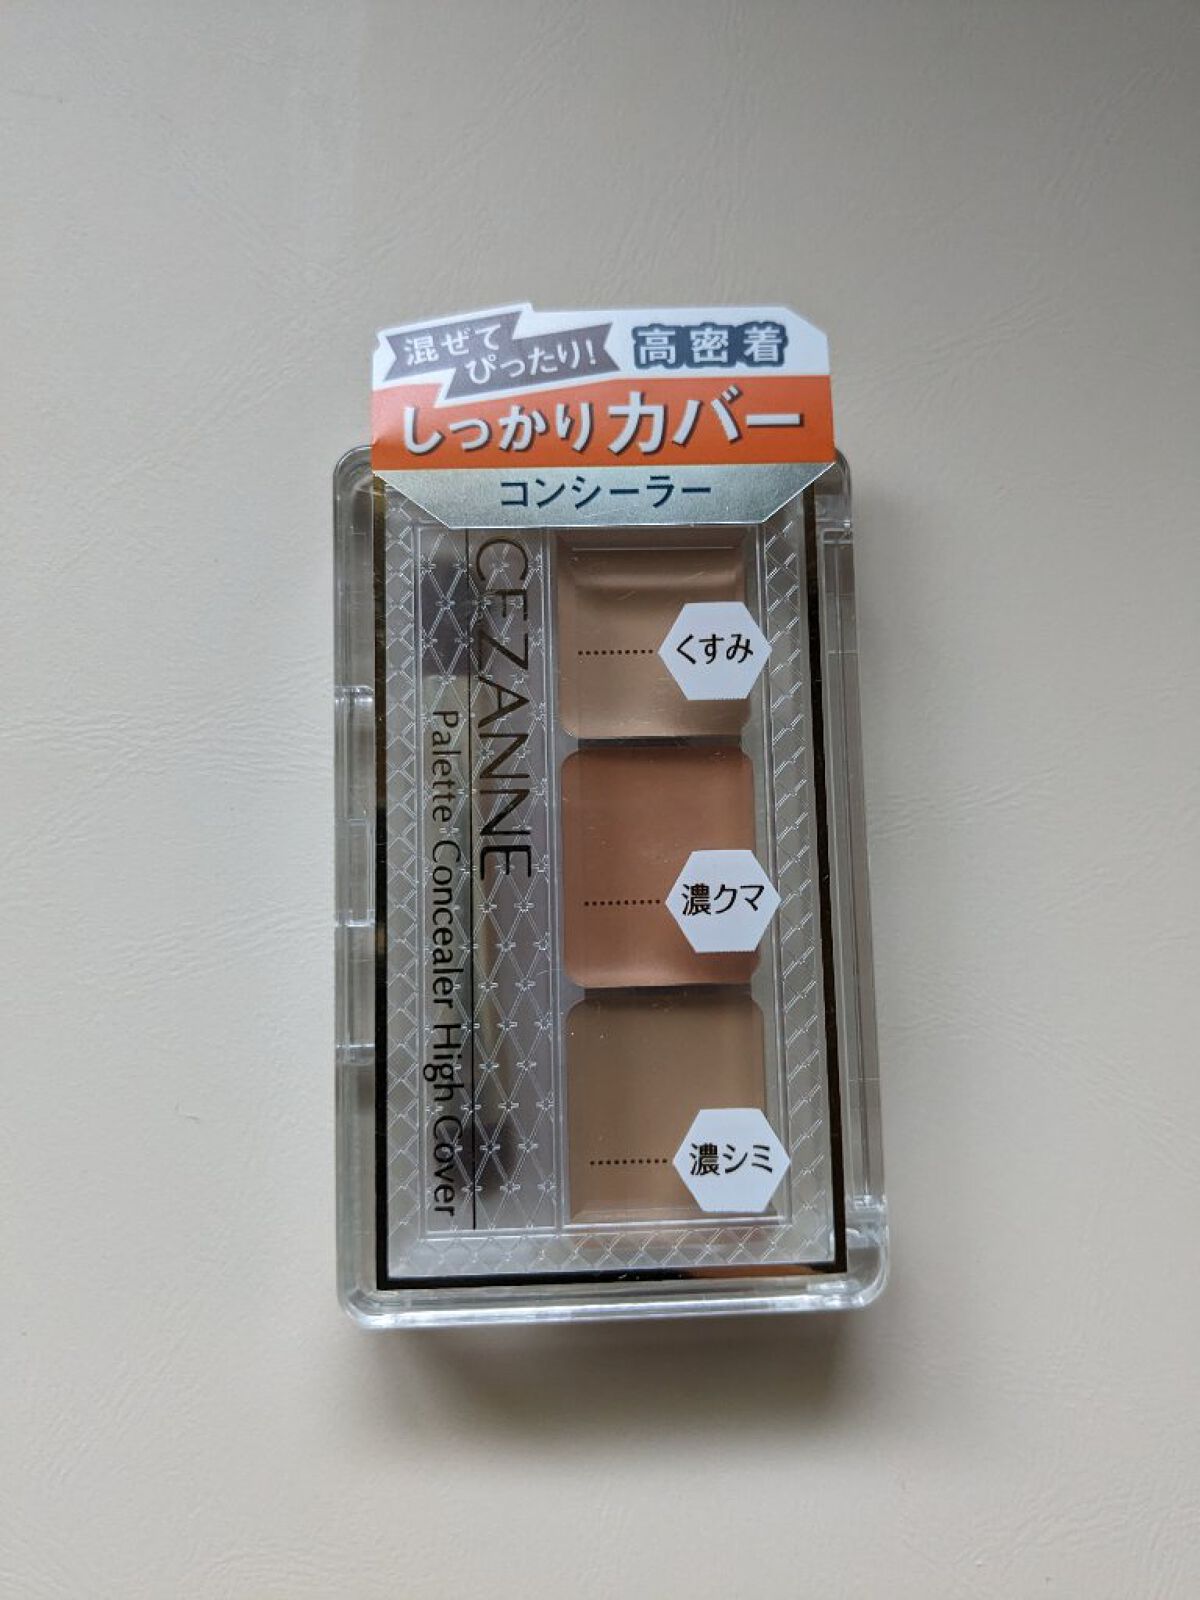 混ぜて
ぴったり!
高密着
しっかりカバー
コンシーラー
CEZANNE
Palette Concealer High Cover
くすみ
濃クマ
濃シミ